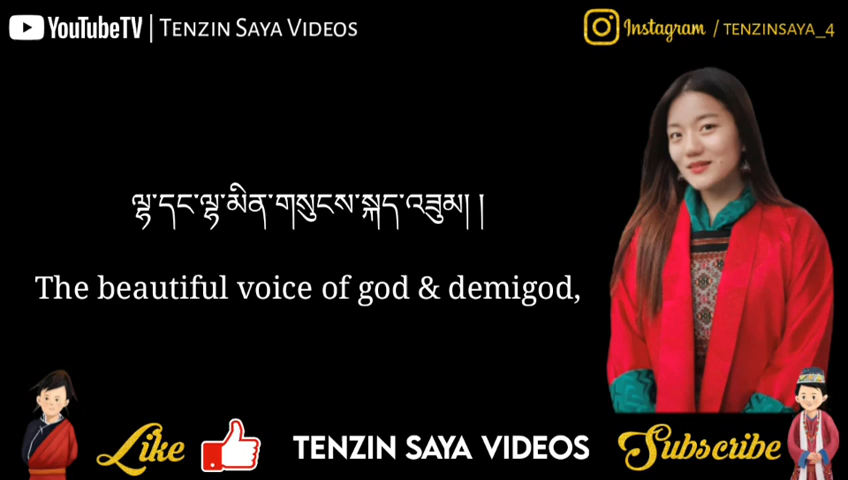 YouTubeTV | TENZIN SAYA VIDEOS
Instagram / TENZINSAYA_4
ལྷ་དང་ལྷ་མིན་གསུངས་སྐད་འཛུམ། །
The beautiful voice of god & demigod,
Like
TENZIN SAYA VIDEOS
Subscribe